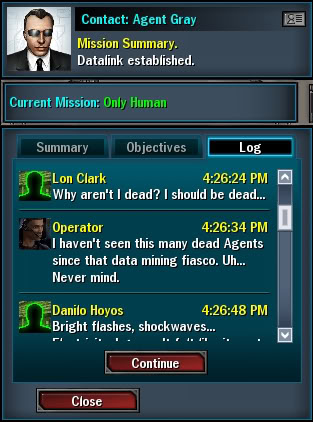 Contact: Agent Gray
Mission Summary.
Datalink established.
Current Mission: Only Human
Summary
Objectives
Log
Lon Clark 4:26:24 PM
Why aren't I dead? I should be dead...
Operator 4:26:34 PM
I haven't seen this many dead Agents
since that data mining fiasco. Uh...
Never mind.
Danilo Hoyos 4:26:48 PM
Bright flashes, shockwaves...
Continue
Close